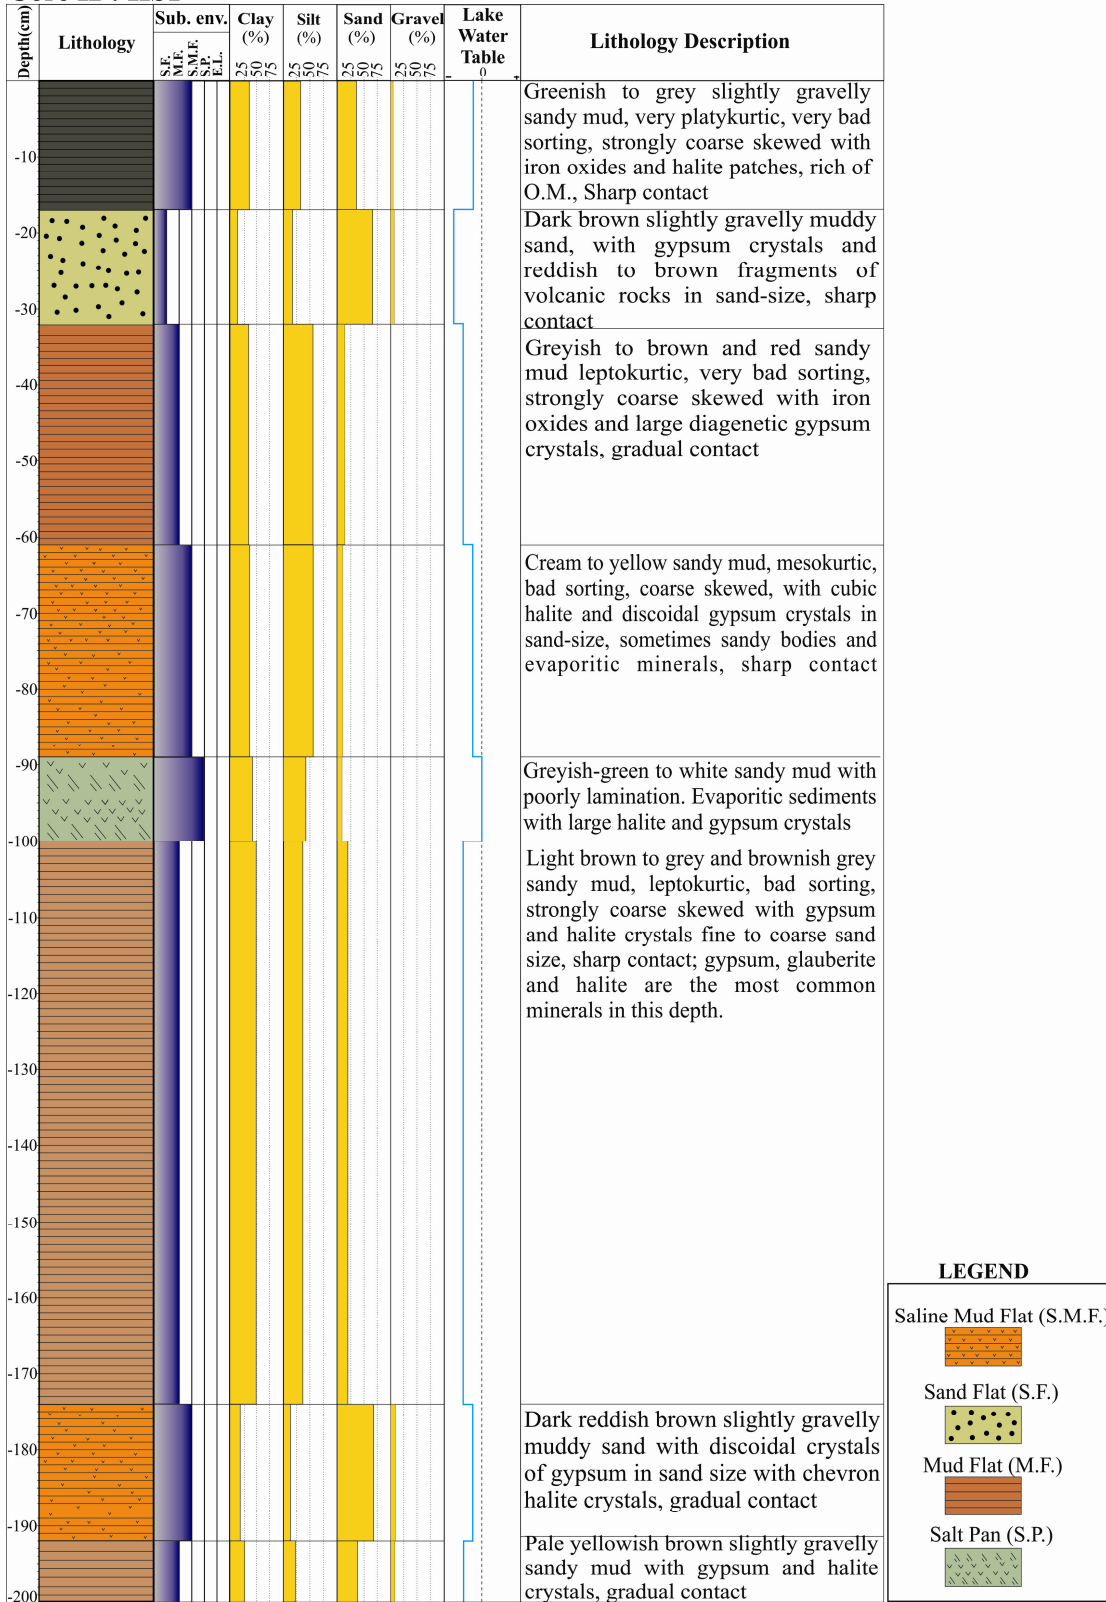 Depth(cm)
Lithology
Sub. env.
S.F.
M.F.
S.M.F.
S.P.
E.L.
Clay
(%)
25
50
75
Silt
(%)
25
50
75
Sand
(%)
25
50
75
Gravel
(%)
25
50
75
Lake
Water
Table
- 0 +
Lithology Description
Greenish to grey slightly gravelly
sandy mud, very platykurtic, very bad
sorting, strongly coarse skewed with
iron oxides and halite patches, rich of
O.M., Sharp contact
Dark brown slightly gravelly muddy
sand, with gypsum crystals and
reddish to brown fragments of
volcanic rocks in sand-size, sharp
contact
Greyish to brown and red sandy
mud leptokurtic, very bad sorting,
strongly coarse skewed with iron
oxides and large diagenetic gypsum
crystals, gradual contact
Cream to yellow sandy mud, mesokurtic,
bad sorting, coarse skewed, with cubic
halite and discoidal gypsum crystals in
sand-size, sometimes sandy bodies and
evaporitic minerals, sharp contact
Greyish-green to white sandy mud with
poorly lamination. Evaporitic sediments
with large halite and gypsum crystals
Light brown to grey and brownish grey
sandy mud, leptokurtic, bad sorting,
strongly coarse skewed with gypsum
and halite crystals fine to coarse sand
size, sharp contact; gypsum, glauberite
and halite are the most common
minerals in this depth.
Dark reddish brown slightly gravelly
muddy sand with discoidal crystals
of gypsum in sand size with chevron
halite crystals, gradual contact
Pale yellowish brown slightly gravelly
sandy mud with gypsum and halite
crystals, gradual contact
-10
-20
-30
-40
-50
-60
-70
-80
-90
-100
-110
-120
-130
-140
-150
-160
-170
-180
-190
-200
LEGEND
Saline Mud Flat (S.M.F.)
Sand Flat (S.F.)
Mud Flat (M.F.)
Salt Pan (S.P.)